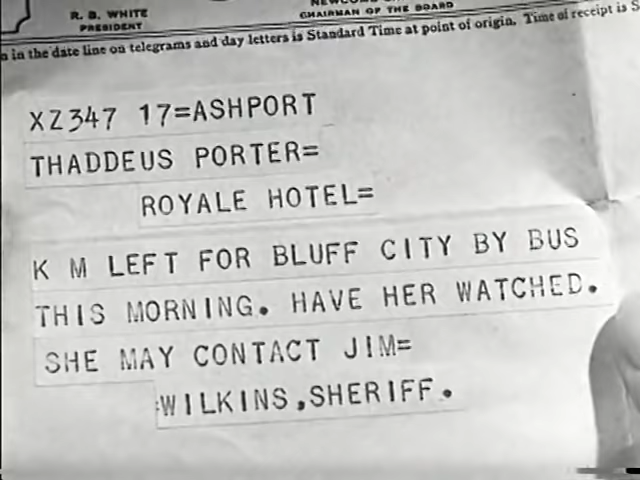 R. B. WHITE
PRESIDENT
CHAIRMAN OF THE BOARD
in the date line on telegrams and day letters is Standard Time at point of origin. Time of receipt is
XZ347 17=ASHPORT
THADDEUS PORTER=
ROYALE HOTEL=
K M LEFT FOR BLUFF CITY BY BUS
THIS MORNING. HAVE HER WATCHED.
SHE MAY CONTACT JIM=
=WILKINS,SHERIFF.